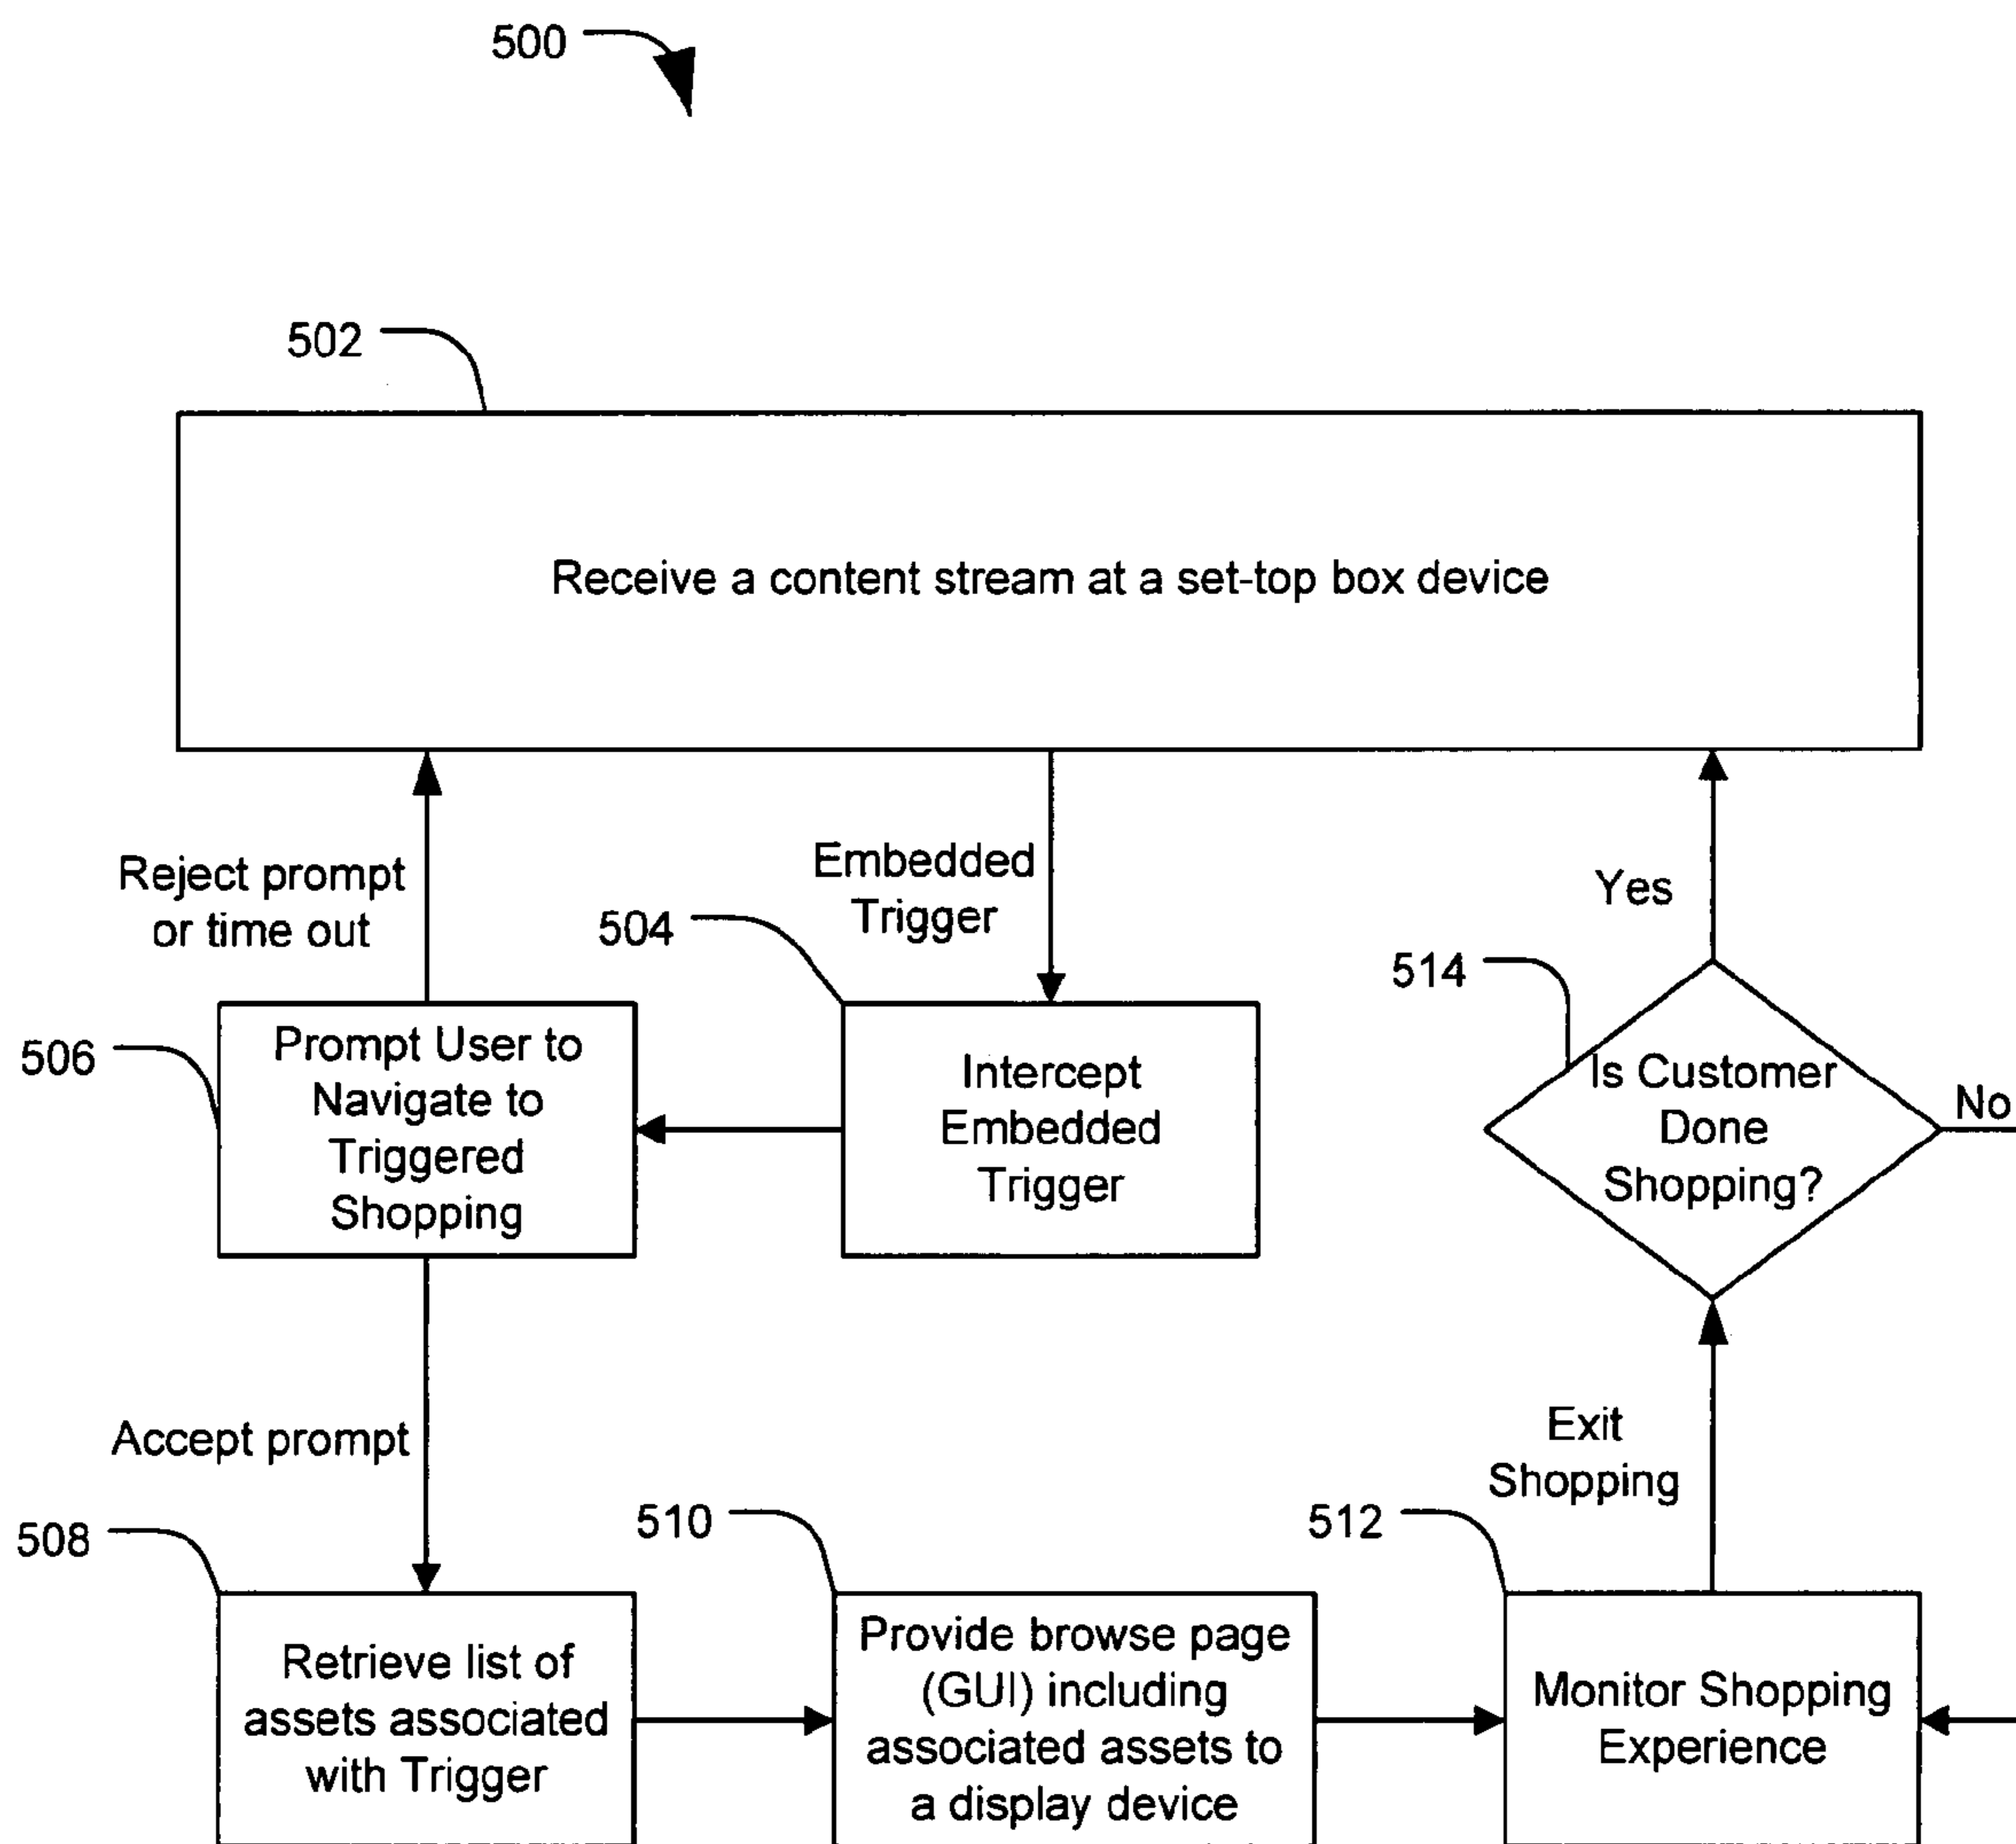 500
502
Receive a content stream at a set-top box device
Reject prompt
or time out
Embedded
Trigger
Yes
504
514
506
Prompt User to
Navigate to
Triggered
Shopping
Intercept
Embedded
Trigger
Is Customer
Done
Shopping?
No
Accept prompt
Exit
Shopping
508
510
512
Retrieve list of
assets associated
with Trigger
Provide browse page
(GUI) including
associated assets to
a display device
Monitor Shopping
Experience